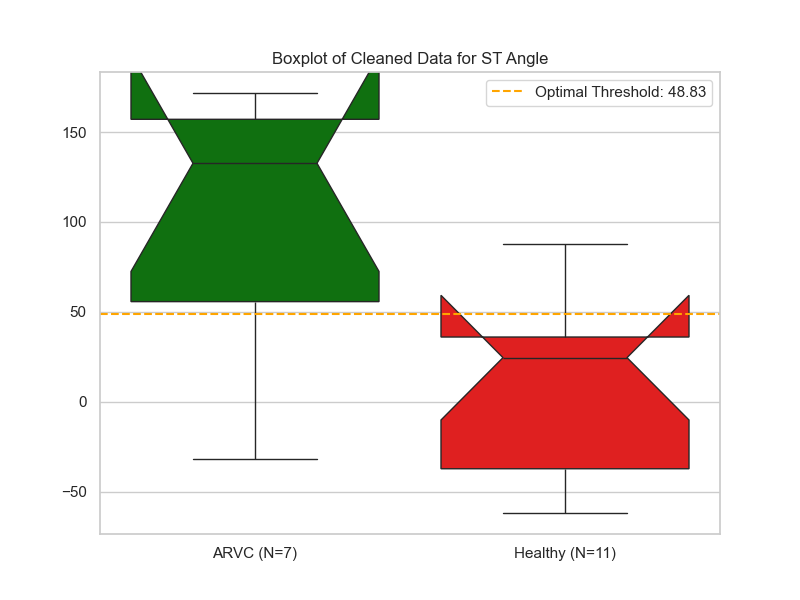 Boxplot of Cleaned Data for ST Angle
Optimal Threshold: 48.83
150
100
50
0
−50
ARVC (N=7)
Healthy (N=11)